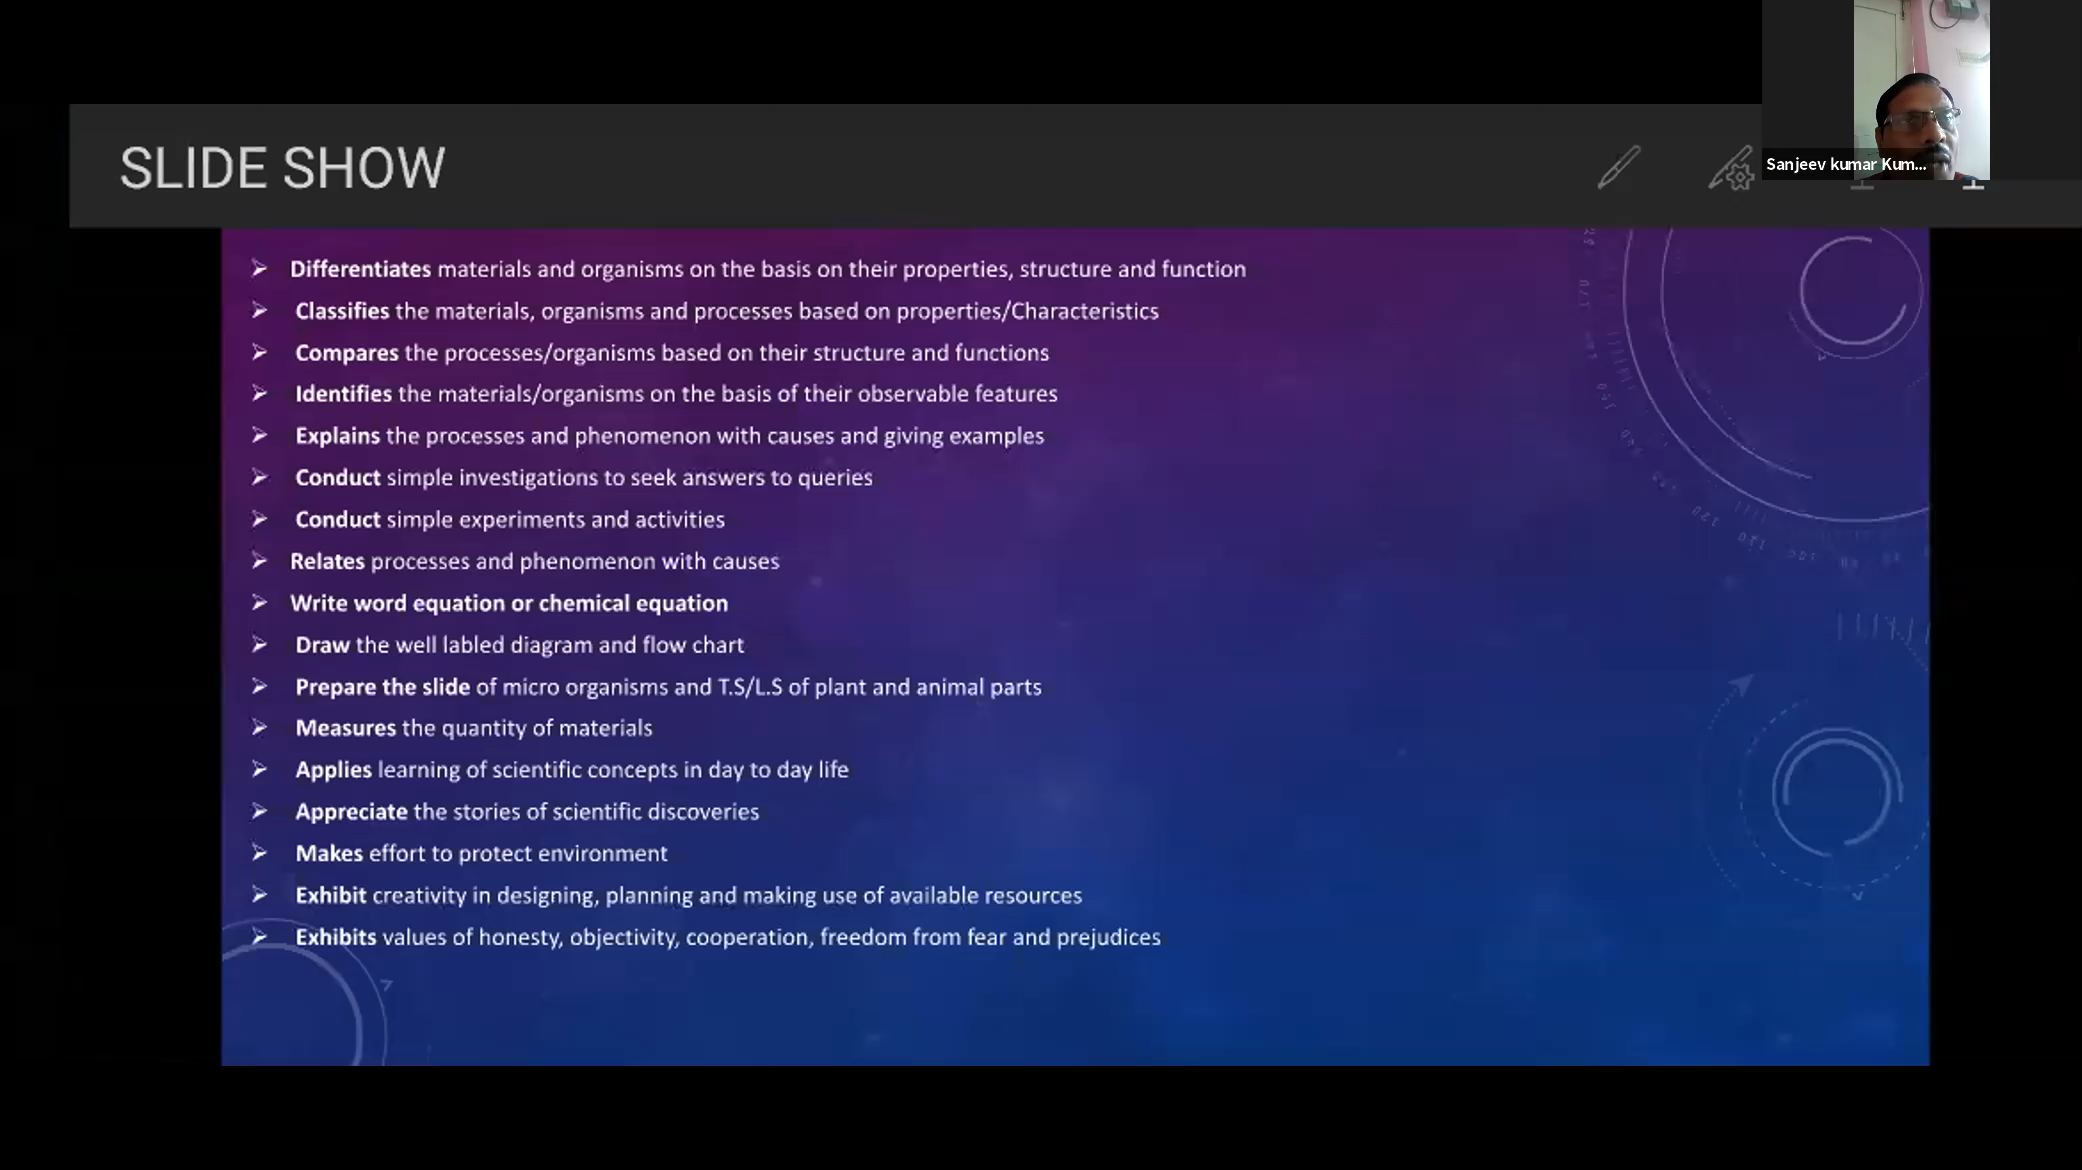 Sanjeev kumar Kum...
SLIDE SHOW
➢ Differentiates materials and organisms on the basis on their properties, structure and function
➢ Classifies the materials, organisms and processes based on properties/Characteristics
➢ Compares the processes/organisms based on their structure and functions
➢ Identifies the materials/organisms on the basis of their observable features
➢ Explains the processes and phenomenon with causes and giving examples
➢ Conduct simple investigations to seek answers to queries
➢ Conduct simple experiments and activities
➢ Relates processes and phenomenon with causes
➢ Write word equation or chemical equation
➢ Draw the well labled diagram and flow chart
➢ Prepare the slide of micro organisms and T.S/L.S of plant and animal parts
➢ Measures the quantity of materials
➢ Applies learning of scientific concepts in day to day life
➢ Appreciate the stories of scientific discoveries
➢ Makes effort to protect environment
➢ Exhibit creativity in designing, planning and making use of available resources
➢ Exhibits values of honesty, objectivity, cooperation, freedom from fear and prejudices